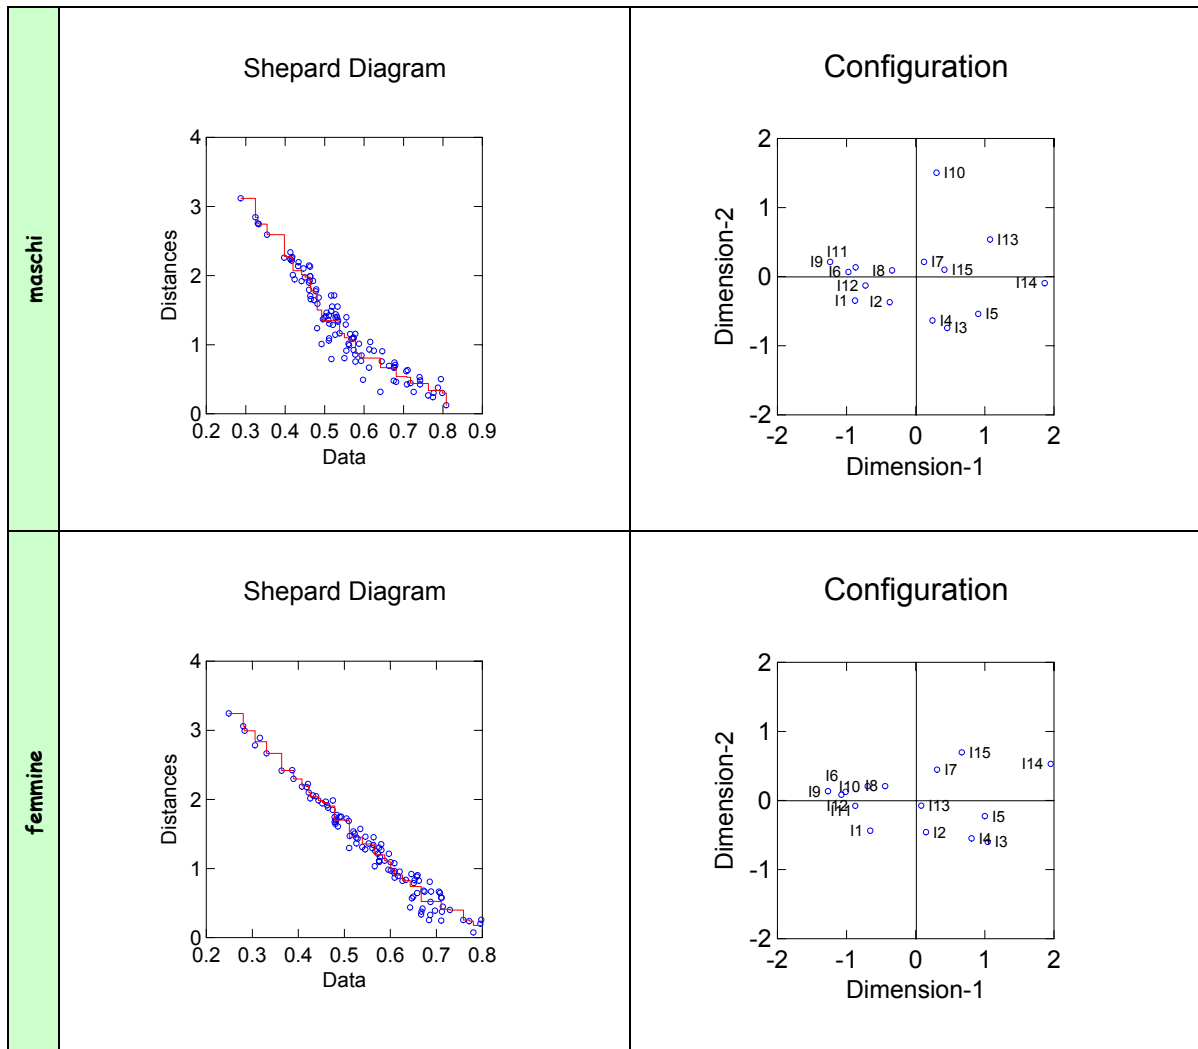 maschi
Shepard Diagram
4
3
2
1
0
Distances
0.2 0.3 0.4 0.5 0.6 0.7 0.8 0.9
Data
Configuration
2
1
0
-1
-2
Dimension-2
I10
I13
I11
I9
I7
I6
I8
I15
I14
I12
I1
I2
I5
I4
I3
-2 -1 0 1 2
Dimension-1
femmine
Shepard Diagram
4
3
2
1
0
Distances
0.2 0.3 0.4 0.5 0.6 0.7 0.8
Data
Configuration
2
1
0
-1
-2
Dimension-2
I15
I14
I7
I6
I9
I10
I8
I12
I11
I13
I5
I1
I2
I4
I3
-2 -1 0 1 2
Dimension-1